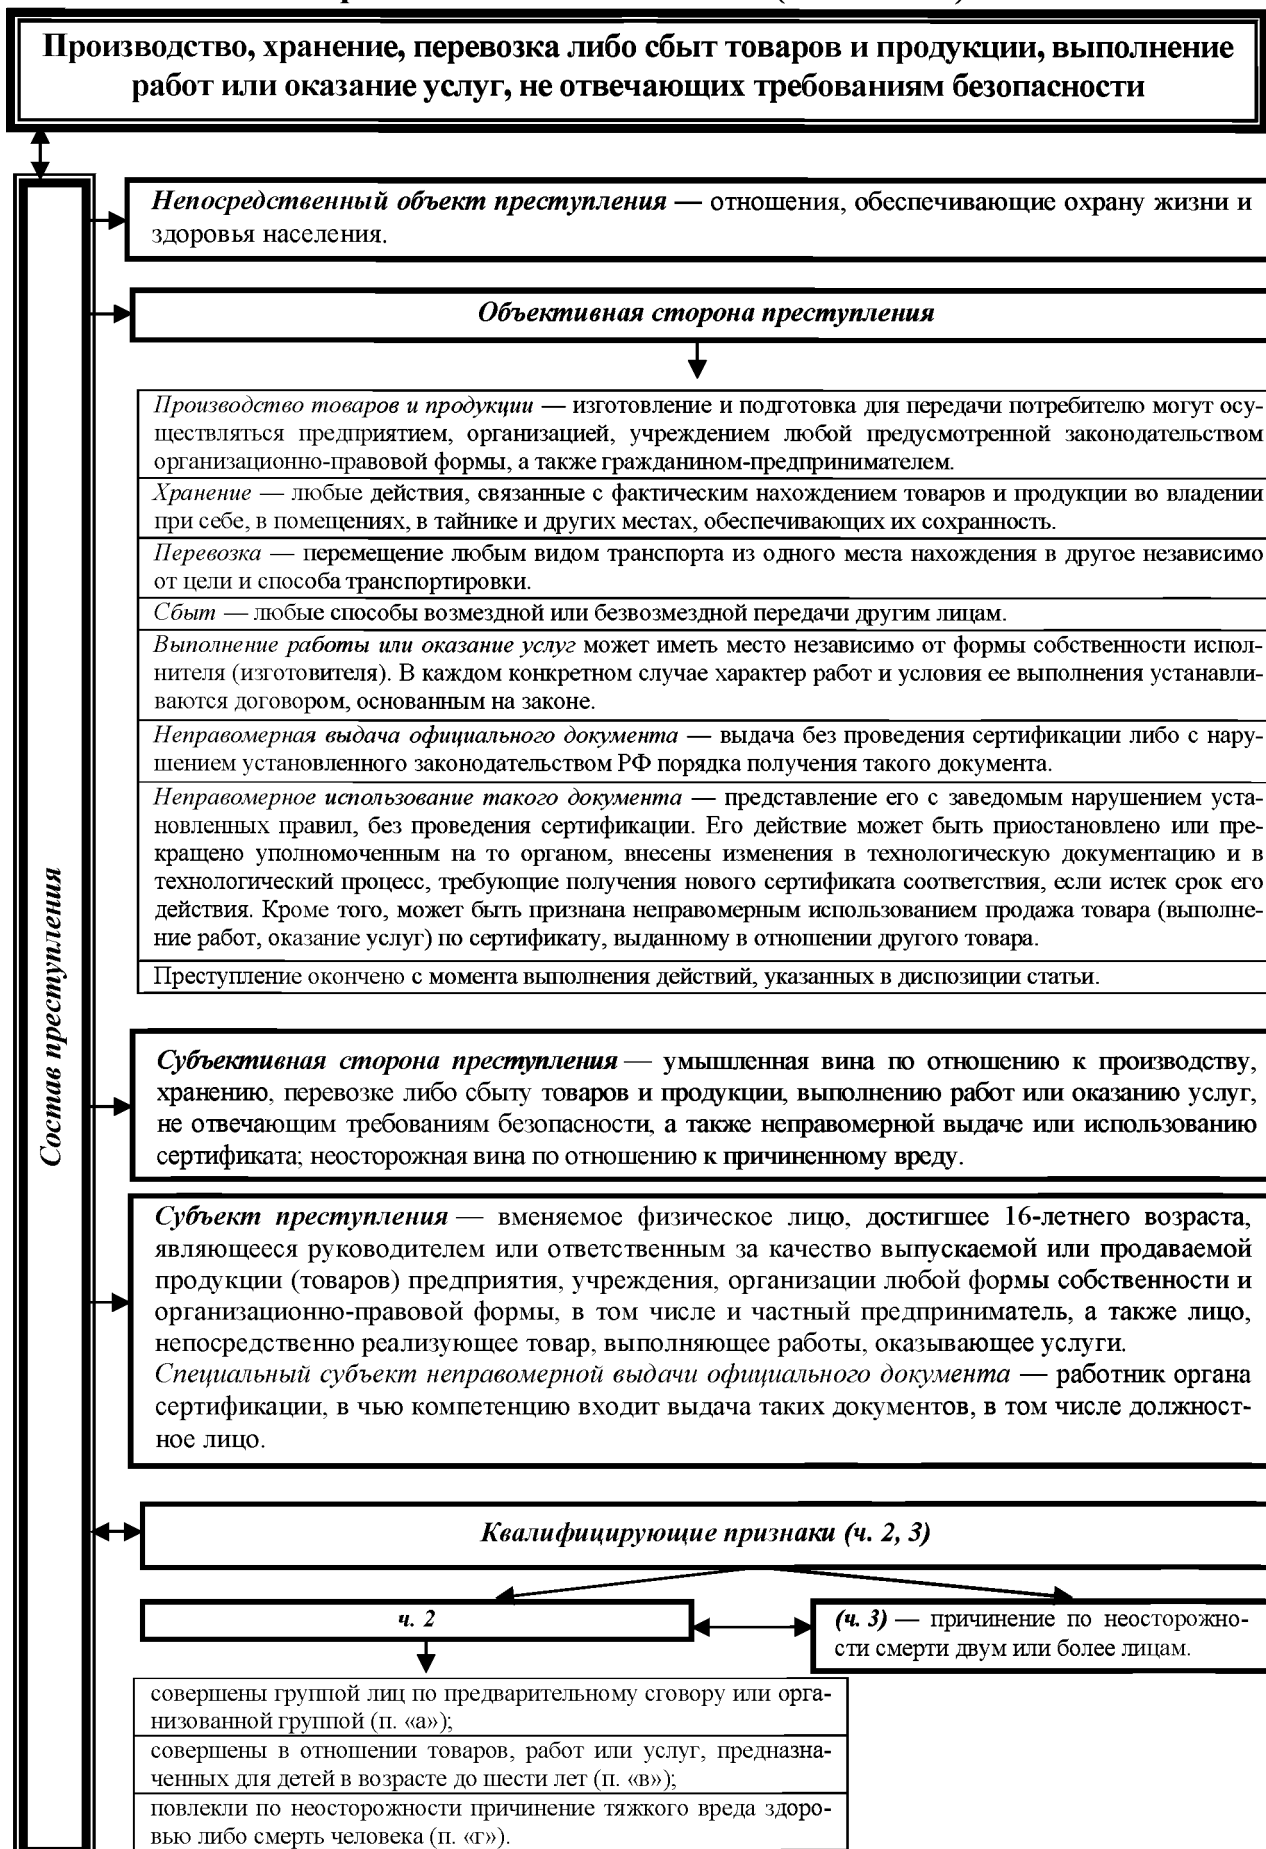 Производство, хранение, перевозка либо сбыт товаров и продукции, выполнение
работ или оказание услуг, не отвечающих требованиям безопасности
Состав преступления
Непосредственный объект преступления — отношения, обеспечивающие охрану жизни и
здоровья населения.
Объективная сторона преступления
Производство товаров и продукции — изготовление и подготовка для передачи потребителю могут осу-
ществляться предприятием, организацией, учреждением любой предусмотренной законодательством
организационно-правовой формы, а также гражданином-предпринимателем.
Хранение — любые действия, связанные с фактическим нахождением товаров и продукции во владении
при себе, в помещениях, в тайнике и других местах, обеспечивающих их сохранность.
Перевозка — перемещение любым видом транспорта из одного места нахождения в другое независимо
от цели и способа транспортировки.
Сбыт — любые способы возмездной или безвозмездной передачи другим лицам.
Выполнение работы или оказание услуг может иметь место независимо от формы собственности испол-
нителя (изготовителя). В каждом конкретном случае характер работ и условия ее выполнения устанавли-
ваются договором, основанным на законе.
Неправомерная выдача официального документа — выдача без проведения сертификации либо с нару-
шением установленного законодательством РФ порядка получения такого документа.
Неправомерное использование такого документа — представление его с заведомым нарушением уста-
новленных правил, без проведения сертификации. Его действие может быть приостановлено или пре-
кращено уполномоченным на то органом, внесены изменения в технологическую документацию и в
технологический процесс, требующие получения нового сертификата соответствия, если истек срок его
действия. Кроме того, может быть признана неправомерным использованием продажа товара (выполне-
ние работ, оказание услуг) по сертификату, выданному в отношении другого товара.
Преступление окончено с момента выполнения действий, указанных в диспозиции статьи.
Субъективная сторона преступления — умышленная вина по отношению к производству,
хранению, перевозке либо сбыту товаров и продукции, выполнению работ или оказанию услуг,
не отвечающим требованиям безопасности, а также неправомерной выдаче или использованию
сертификата; неосторожная вина по отношению к причиненному вреду.
Субъект преступления — вменяемое физическое лицо, достигшее 16-летнего возраста,
являющееся руководителем или ответственным за качество выпускаемой или продаваемой
продукции (товаров) предприятия, учреждения, организации любой формы собственности и
организационно-правовой формы, в том числе и частный предприниматель, а также лицо,
непосредственно реализующее товар, выполняющее работы, оказывающее услуги.
Специальный субъект неправомерной выдачи официального документа — работник органа
сертификации, в чью компетенцию входит выдача таких документов, в том числе должност-
ное лицо.
Квалифицирующие признаки (ч. 2, 3)
ч. 2
(ч. 3) — причинение по неосторожно-
сти смерти двум или более лицам.
совершены группой лиц по предварительному сговору или орга-
низованной группой (п. «а»);
совершены в отношении товаров, работ или услуг, предназна-
ченных для детей в возрасте до шести лет (п. «в»);
повлекли по неосторожности причинение тяжкого вреда здоро-
вью либо смерть человека (п. «г»).